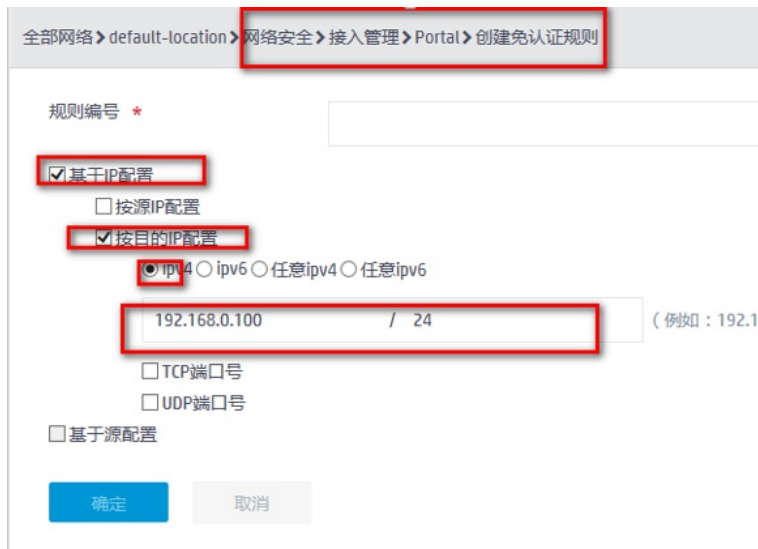 全部网络>default-location>网络安全>接入管理>Portal>创建免认证规则
规则编号 *
基于IP配置
按源IP配置
按目的IP配置
ipv4 ipv6 任意ipv4 任意ipv6
192.168.0.100 / 24 (例如：192.1
TCP端口号
UDP端口号
基于源配置
确定 取消